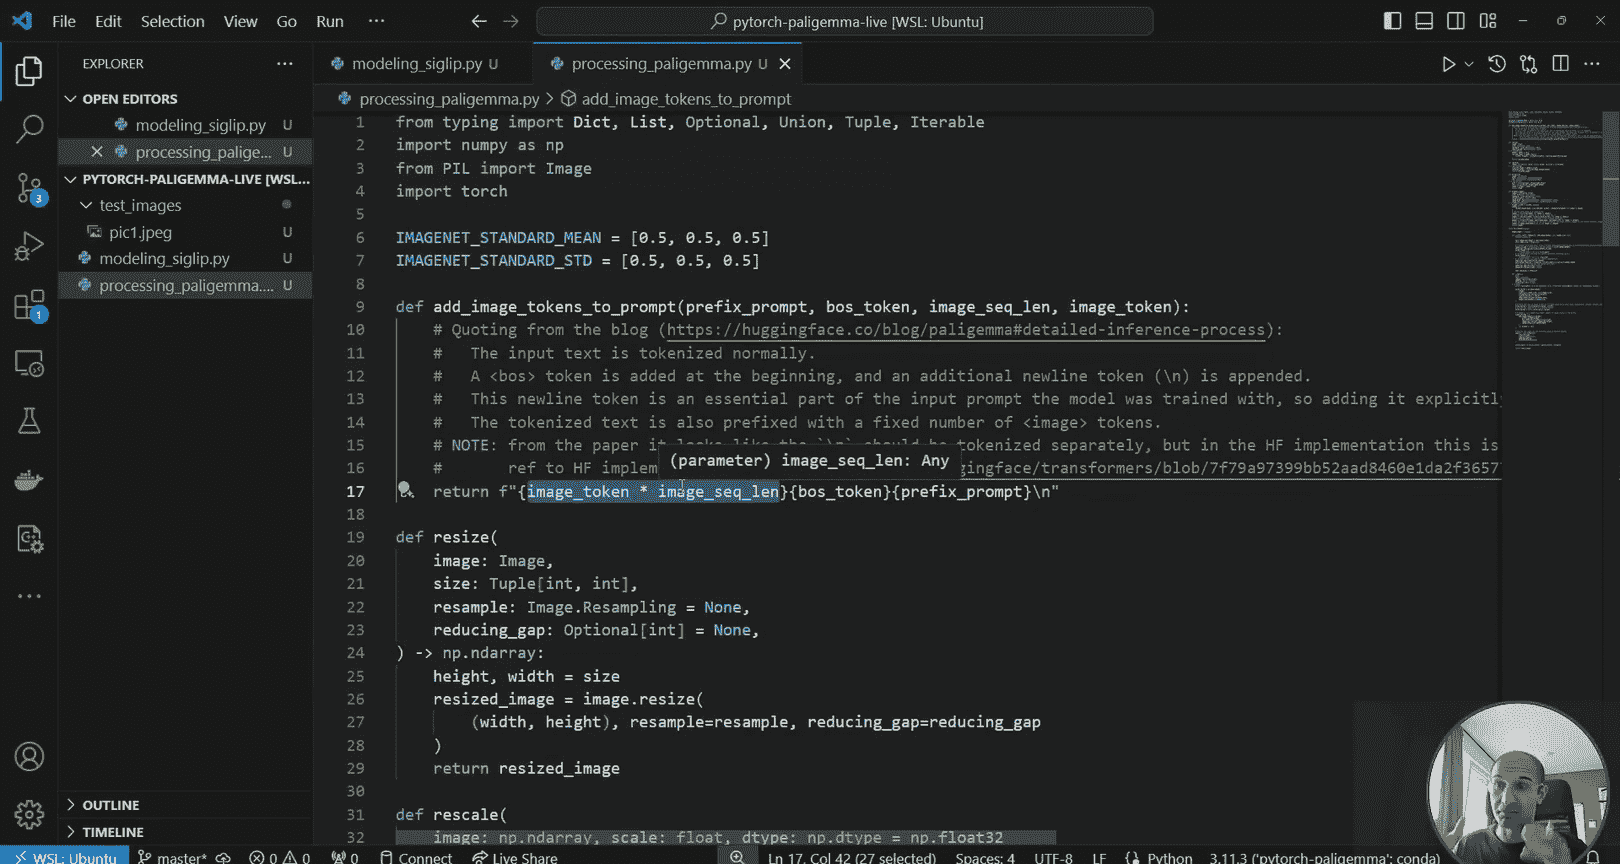 File Edit Selection View Go Run ···
pytorch-paligemma-live [WSL: Ubuntu]
EXPLORER ···
OPEN EDITORS
modeling_siglip.py U
processing_palige... U
PYTORCH-PALIGEMMA-LIVE [WSL...
test_images
pic1.jpeg U
modeling_siglip.py U
processing_paligemma.... U
OUTLINE
TIMELINE
3
1
modeling_siglip.py U
processing_paligemma.py U
processing_paligemma.py > add_image_tokens_to_prompt
1 from typing import Dict, List, Optional, Union, Tuple, Iterable
2 import numpy as np
3 from PIL import Image
4 import torch
5
6 IMAGENET_STANDARD_MEAN = [0.5, 0.5, 0.5]
7 IMAGENET_STANDARD_STD = [0.5, 0.5, 0.5]
8
9 def add_image_tokens_to_prompt(prefix_prompt, bos_token, image_seq_len, image_token):
10 # Quoting from the blog (https://huggingface.co/blog/paligemma#detailed-inference-process):
11 #   The input text is tokenized normally.
12 #   A <bos> token is added at the beginning, and an additional newline token (\n) is appended.
13 #   This newline token is an essential part of the input prompt the model was trained with, so adding it explicitly
14 #   The tokenized text is also prefixed with a fixed number of <image> tokens.
15 # NOTE: from the paper it looks like the `\n` should be tokenized separately, but in the HF implementation this is
16 #       ref to HF implem
(parameter) image_seq_len: Any
gingface/transformers/blob/7f79a97399bb52aad8460e1da2f3657
17 return f"{image_token * image_seq_len}{bos_token}{prefix_prompt}\n"
18
19 def resize(
20 image: Image,
21 size: Tuple[int, int],
22 resample: Image.Resampling = None,
23 reducing_gap: Optional[int] = None,
24 ) -> np.ndarray:
25 height, width = size
26 resized_image = image.resize(
27 (width, height), resample=resample, reducing_gap=reducing_gap
28 )
29 return resized_image
30
31 def rescale(
32 image: np.ndarray, scale: float, dtype: np.dtype = np.float32
WSL: Ubuntu master* 0 0 0 Connect Live Share Ln 17, Col 42 (27 selected) Spaces: 4 UTF-8 LF Python 3.11.3 ('pytorch-paligemma': conda)